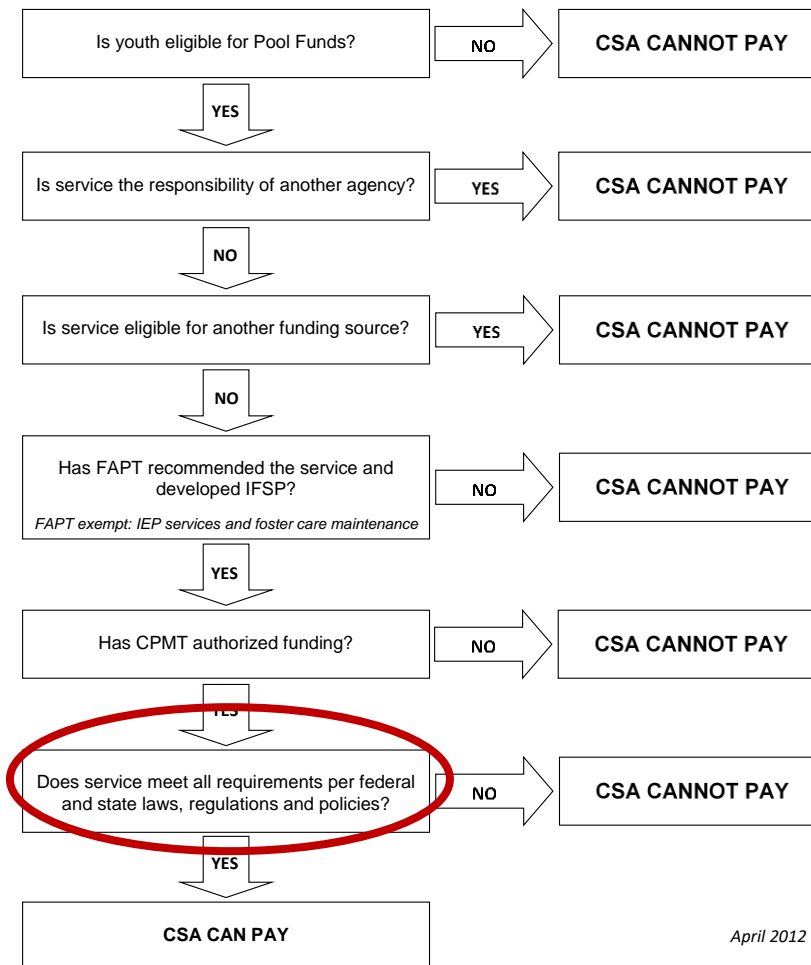 Is youth eligible for Pool Funds?
NO
CSA CANNOT PAY
YES
Is service the responsibility of another agency?
YES
CSA CANNOT PAY
NO
Is service eligible for another funding source?
YES
CSA CANNOT PAY
NO
Has FAPT recommended the service and
developed IFSP?
FAPT exempt: IEP services and foster care maintenance
NO
CSA CANNOT PAY
YES
Has CPMT authorized funding?
NO
CSA CANNOT PAY
YES
Does service meet all requirements per federal
and state laws, regulations and policies?
NO
CSA CANNOT PAY
YES
CSA CAN PAY
April 2012